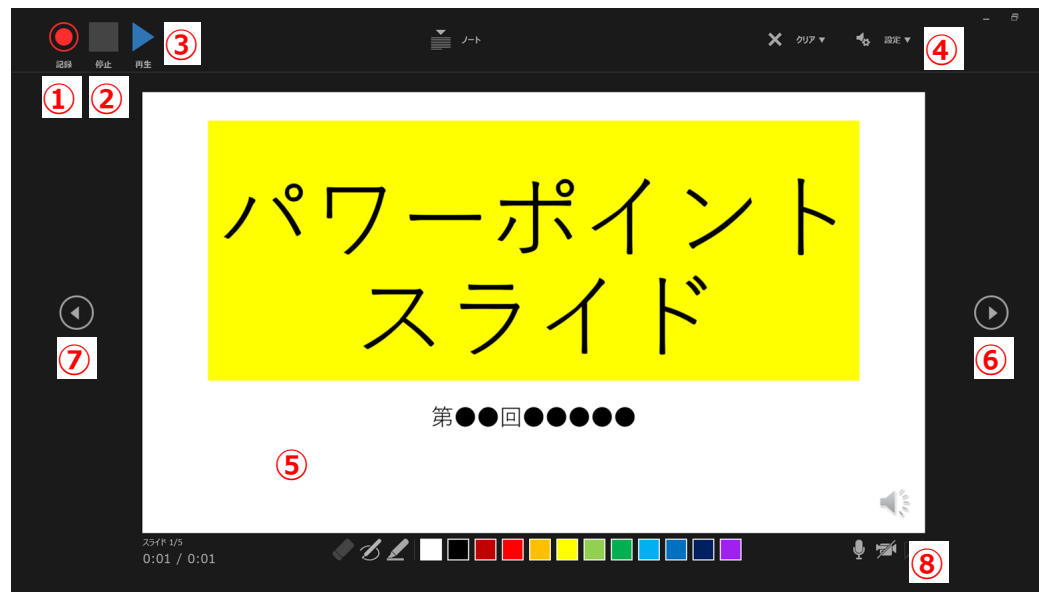 ノート
クリア ▼
設定 ▼
③
④
記録
停止
再生
①
②
パワーポイント
スライド
⑦
⑥
第●●回●●●●●
⑤
スライド 1/5
0:01 / 0:01
⑧